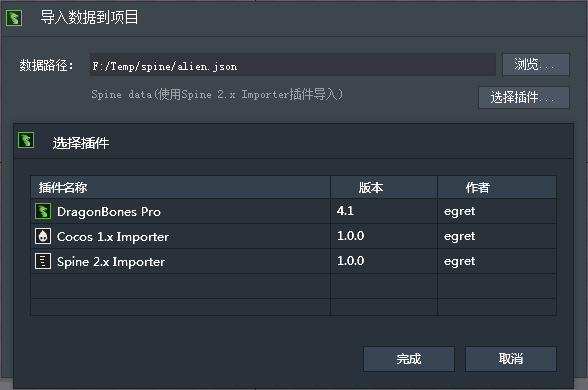 导入数据到项目
数据路径： F:/Temp/spine/alien.json 浏览...
Spine data(使用Spine 2.x Importer插件导入)
选择插件...
选择插件
插件名称 版本 作者
DragonBones Pro 4.1 egret
Cocos 1.x Importer 1.0.0 egret
Spine 2.x Importer 1.0.0 egret
完成 取消